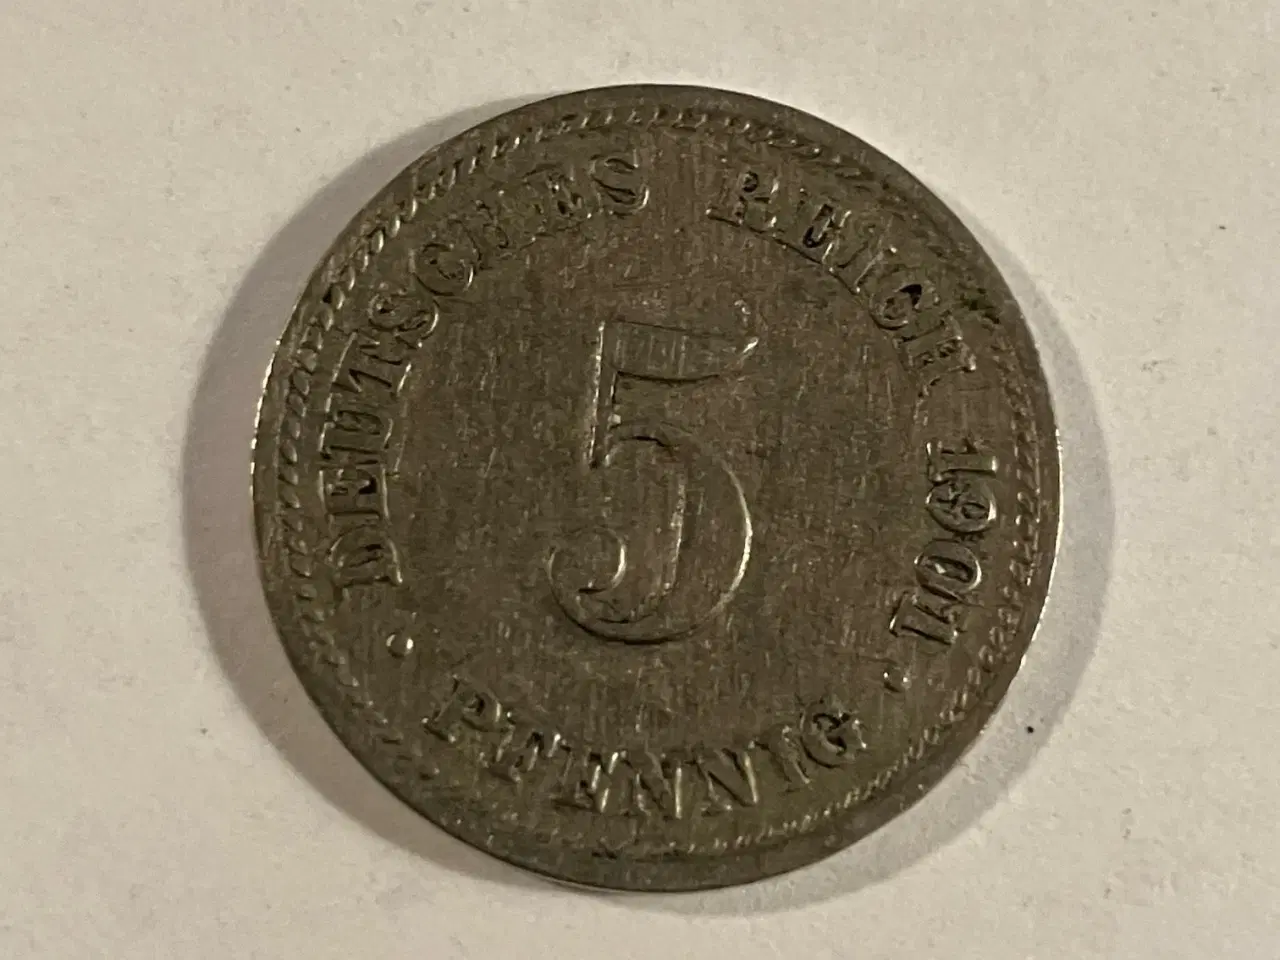 DEUTSCHES REICH 1901
5
PFENNIG